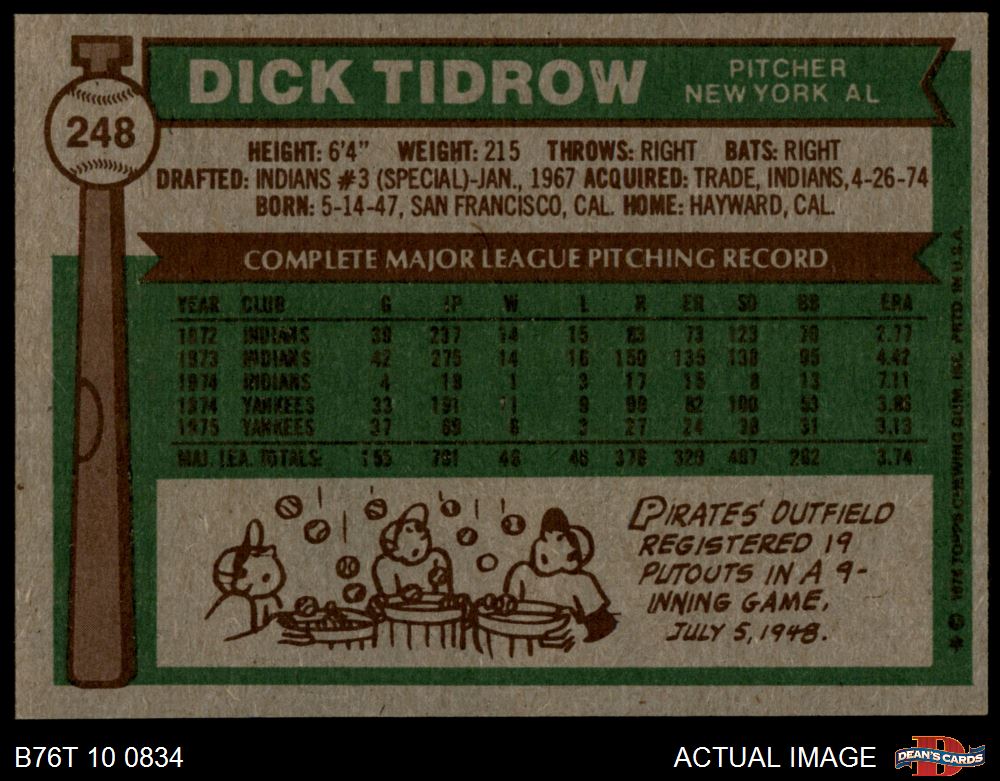 248
DICK TIDROW
PITCHER
NEW YORK AL
HEIGHT: 6'4" WEIGHT: 215 THROWS: RIGHT BATS: RIGHT
DRAFTED: INDIANS #3 (SPECIAL)-JAN., 1967 ACQUIRED: TRADE, INDIANS, 4-26-74
BORN: 5-14-47, SAN FRANCISCO, CAL. HOME: HAYWARD, CAL.
COMPLETE MAJOR LEAGUE PITCHING RECORD
YEAR CLUB G IP W L R ER SO BB ERA
1972 INDIANS 39 237 14 15 83 73 123 70 2.77
1973 INDIANS 42 275 14 16 150 135 138 95 4.42
1974 INDIANS 4 19 1 3 17 15 8 13 7.11
1974 YANKEES 33 191 11 9 99 82 100 53 3.86
1975 YANKEES 37 69 6 3 27 24 38 31 3.13
MAJ. LEA. TOTALS 155 791 46 46 376 329 407 262 3.74
PIRATES' OUTFIELD
REGISTERED 19
PUTOUTS IN A 9-
INNING GAME,
JULY 5, 1948.
* © 1976 TOPPS CHEWING GUM, INC. PRTD. IN U.S.A.
B76T 10 0834
ACTUAL IMAGE
D
DEAN'S CARDS